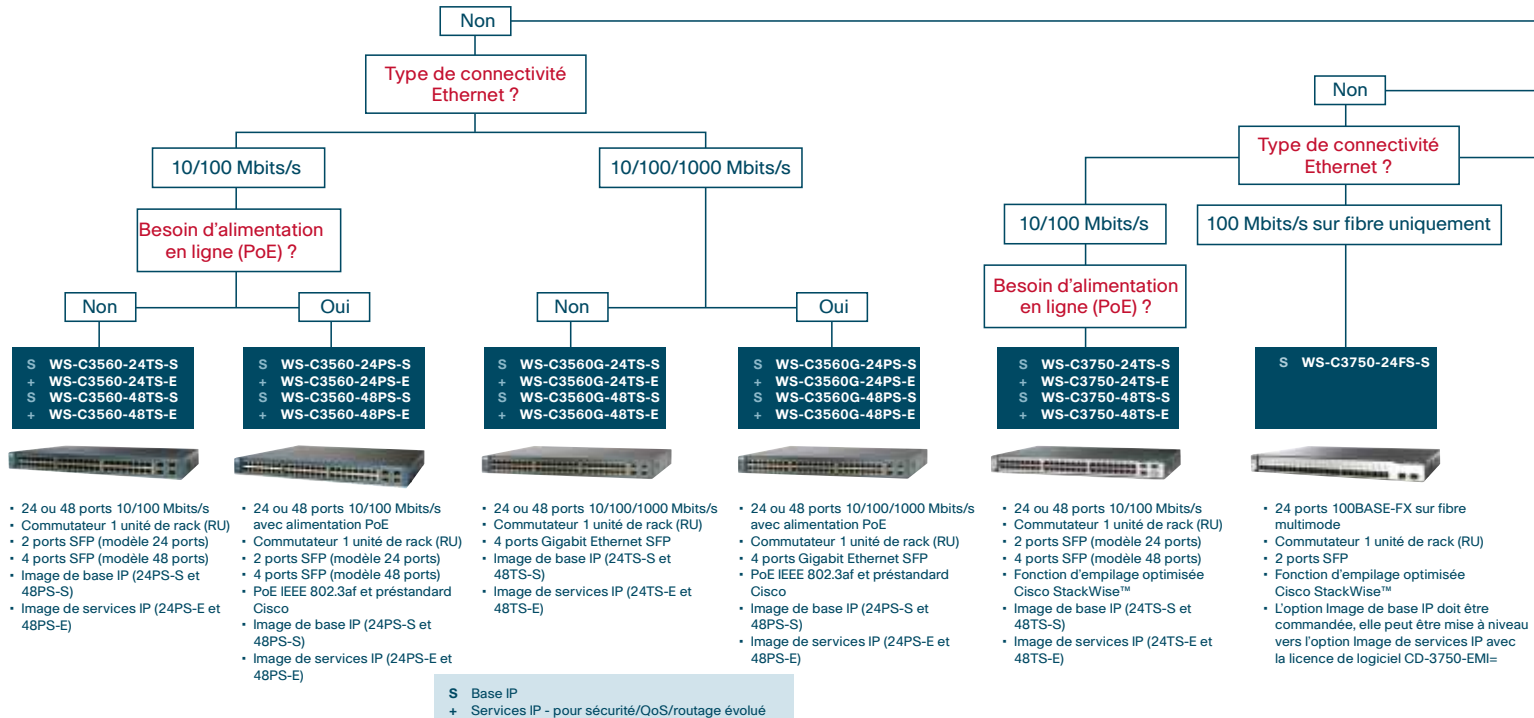 Non
Type de connectivité
Ethernet ?
10/100 Mbits/s
10/100/1000 Mbits/s
Besoin d'alimentation
en ligne (PoE) ?
Non
Oui
Non
Oui
Non
Type de connectivité
Ethernet ?
10/100 Mbits/s
100 Mbits/s sur fibre uniquement
Besoin d'alimentation
en ligne (PoE) ?
S WS-C3560-24TS-S
+ WS-C3560-24TS-E
S WS-C3560-48TS-S
+ WS-C3560-48TS-E
S WS-C3560-24PS-S
+ WS-C3560-24PS-E
S WS-C3560-48PS-S
+ WS-C3560-48PS-E
S WS-C3560G-24TS-S
+ WS-C3560G-24TS-E
S WS-C3560G-48TS-S
+ WS-C3560G-48TS-E
S WS-C3560G-24PS-S
+ WS-C3560G-24PS-E
S WS-C3560G-48PS-S
+ WS-C3560G-48PS-E
S WS-C3750-24TS-S
+ WS-C3750-24TS-E
S WS-C3750-48TS-S
+ WS-C3750-48TS-E
S WS-C3750-24FS-S
• 24 ou 48 ports 10/100 Mbits/s
• Commutateur 1 unité de rack (RU)
• 2 ports SFP (modèle 24 ports)
• 4 ports SFP (modèle 48 ports)
• Image de base IP (24PS-S et
48PS-S)
• Image de services IP (24PS-E et
48PS-E)
• 24 ou 48 ports 10/100 Mbits/s
avec alimentation PoE
• Commutateur 1 unité de rack (RU)
• 2 ports SFP (modèle 24 ports)
• 4 ports SFP (modèle 48 ports)
• PoE IEEE 802.3af et préstandard
Cisco
• Image de base IP (24PS-S et
48PS-S)
• Image de services IP (24PS-E et
48PS-E)
• 24 ou 48 ports 10/100/1000 Mbits/s
• Commutateur 1 unité de rack (RU)
• 4 ports Gigabit Ethernet SFP
• Image de base IP (24TS-S et
48TS-S)
• Image de services IP (24TS-E et
48TS-E)
• 24 ou 48 ports 10/100/1000 Mbits/s
avec alimentation PoE
• Commutateur 1 unité de rack (RU)
• 4 ports Gigabit Ethernet SFP
• PoE IEEE 802.3af et préstandard
Cisco
• Image de base IP (24PS-S et
48PS-S)
• Image de services IP (24PS-E et
48PS-E)
• 24 ou 48 ports 10/100 Mbits/s
• Commutateur 1 unité de rack (RU)
• 2 ports SFP (modèle 24 ports)
• 4 ports SFP (modèle 48 ports)
• Fonction d'empilage optimisée
Cisco StackWise™
• Image de base IP (24TS-S et
48TS-S)
• Image de services IP (24TS-E et
48TS-E)
• 24 ports 100BASE-FX sur fibre
multimode
• Commutateur 1 unité de rack (RU)
• 2 ports SFP
• Fonction d'empilage optimisée
Cisco StackWise™
• L'option Image de base IP doit être
commandée, elle peut être mise à niveau
vers l'option Image de services IP avec
la licence de logiciel CD-3750-EMI=
S Base IP
+ Services IP - pour sécurité/QoS/routage évolué